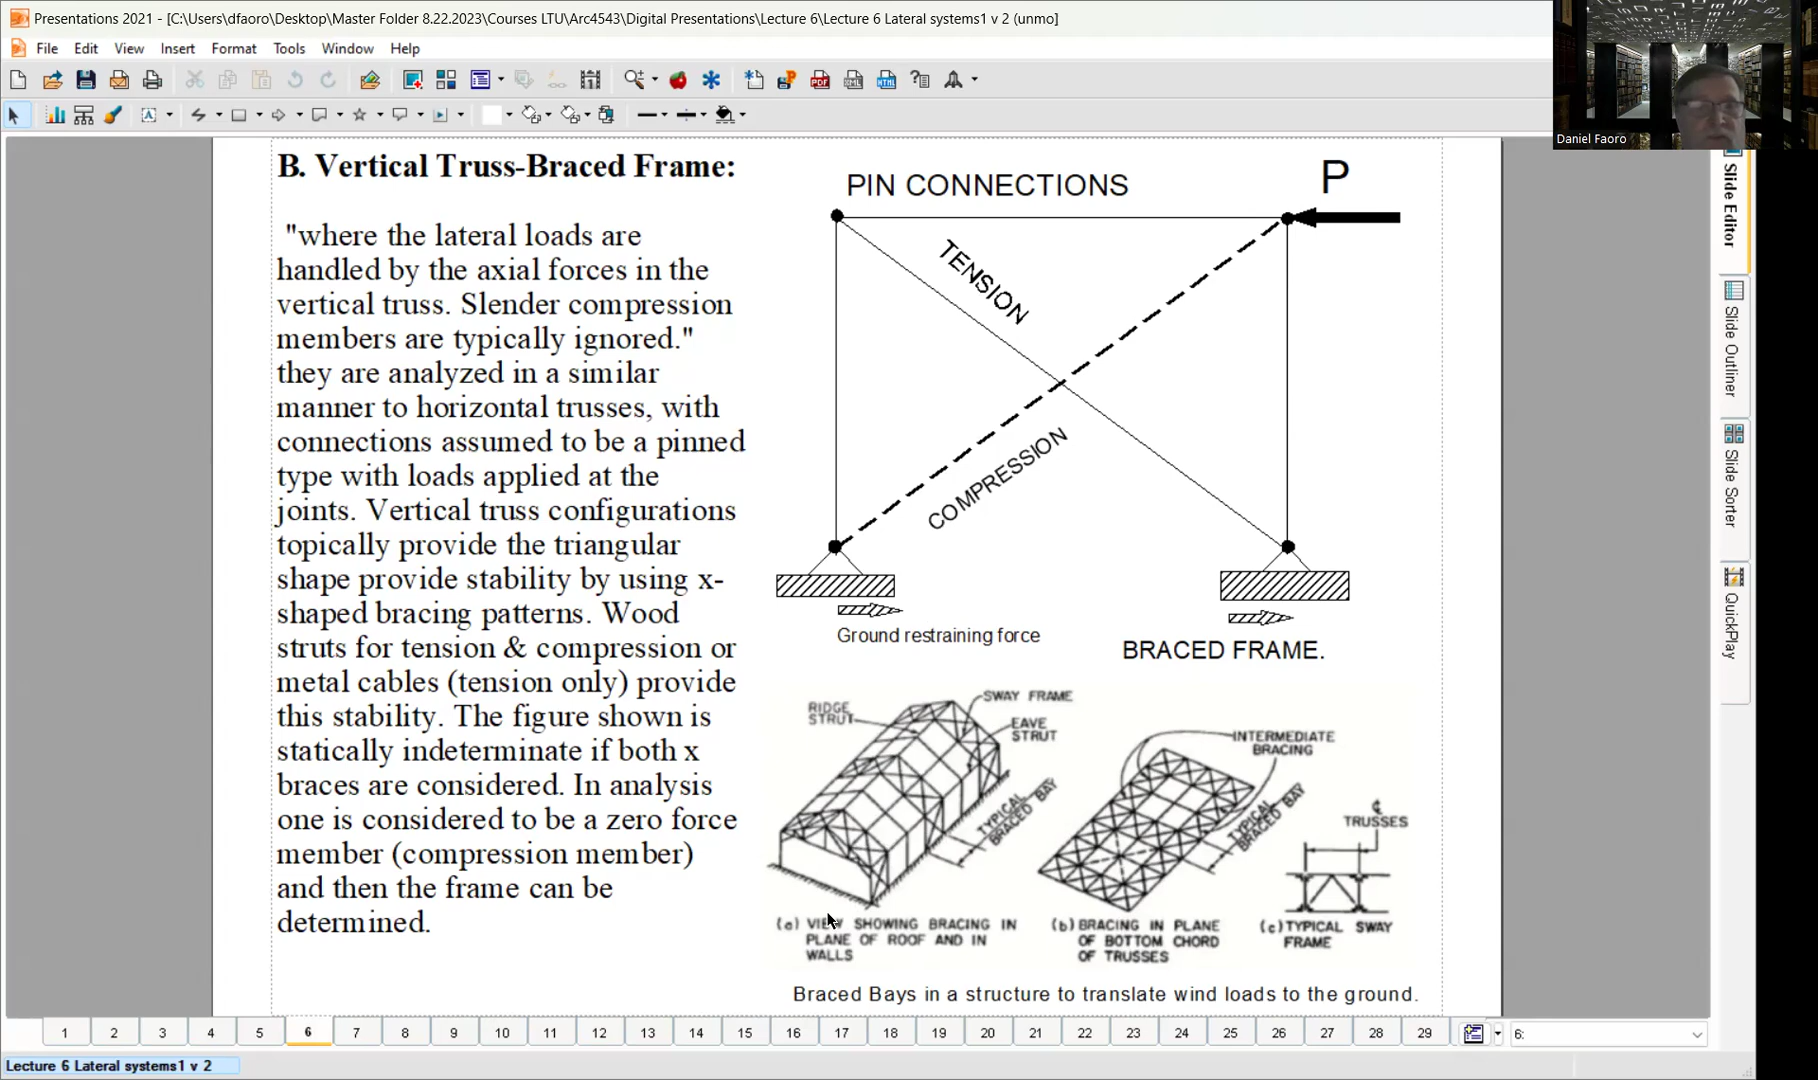 Presentations 2021 - [C:\Users\dfaoro\Desktop\Master Folder 8.22.2023\Courses LTU\Arc4543\Digital Presentations\Lecture 6\Lecture 6 Lateral systems1 v 2 (unmo]
File Edit View Insert Format Tools Window Help
Daniel Faoro
B. Vertical Truss-Braced Frame:
"where the lateral loads are
handled by the axial forces in the
vertical truss. Slender compression
members are typically ignored."
they are analyzed in a similar
manner to horizontal trusses, with
connections assumed to be a pinned
type with loads applied at the
joints. Vertical truss configurations
topically provide the triangular
shape provide stability by using x-
shaped bracing patterns. Wood
struts for tension & compression or
metal cables (tension only) provide
this stability. The figure shown is
statically indeterminate if both x
braces are considered. In analysis
one is considered to be a zero force
member (compression member)
and then the frame can be
determined.
PIN CONNECTIONS
P
TENSION
COMPRESSION
Ground restraining force
BRACED FRAME.
RIDGE
STRUT
SWAY FRAME
EAVE
STRUT
TYPICAL
BRACED BAY
(a) VIEW SHOWING BRACING IN
PLANE OF ROOF AND IN
WALLS
INTERMEDIATE
BRACING
TYPICAL
BRACED BAY
(b) BRACING IN PLANE
OF BOTTOM CHORD
OF TRUSSES
℄
TRUSSES
(c) TYPICAL SWAY
FRAME
Braced Bays in a structure to translate wind loads to the ground.
Slide Editor
Slide Outliner
Slide Sorter
QuickPlay
1 2 3 4 5 6 7 8 9 10 11 12 13 14 15 16 17 18 19 20 21 22 23 24 25 26 27 28 29 6:
Lecture 6 Lateral systems1 v 2